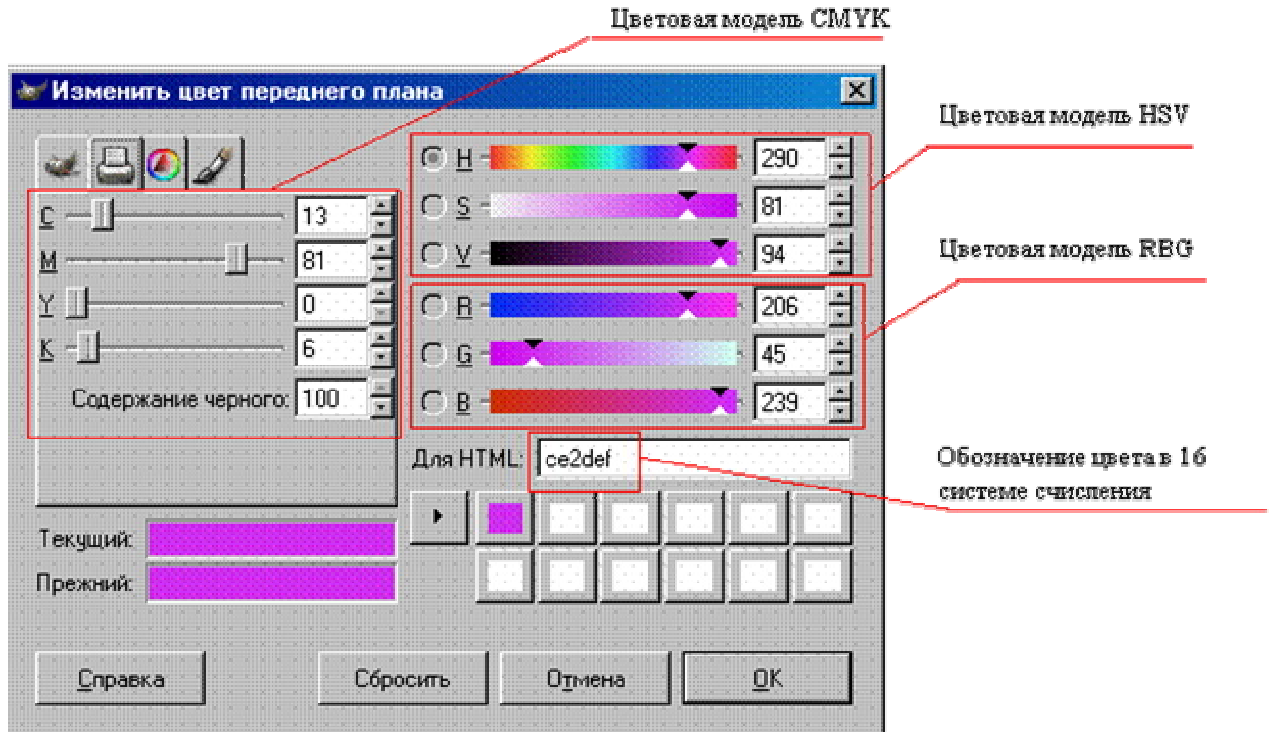 Цветовая модель CMYK
Изменить цвет переднего плана
Цветовая модель HSV
H 290
S 81
V 94
C 13
M 81
Y 0
K 6
Содержание черного: 100
Цветовая модель RBG
R 206
G 45
B 239
Для HTML: ce2def
Обозначение цвета в 16
системе счисления
Текущий:
Прежний:
Справка
Сбросить
Отмена
OK